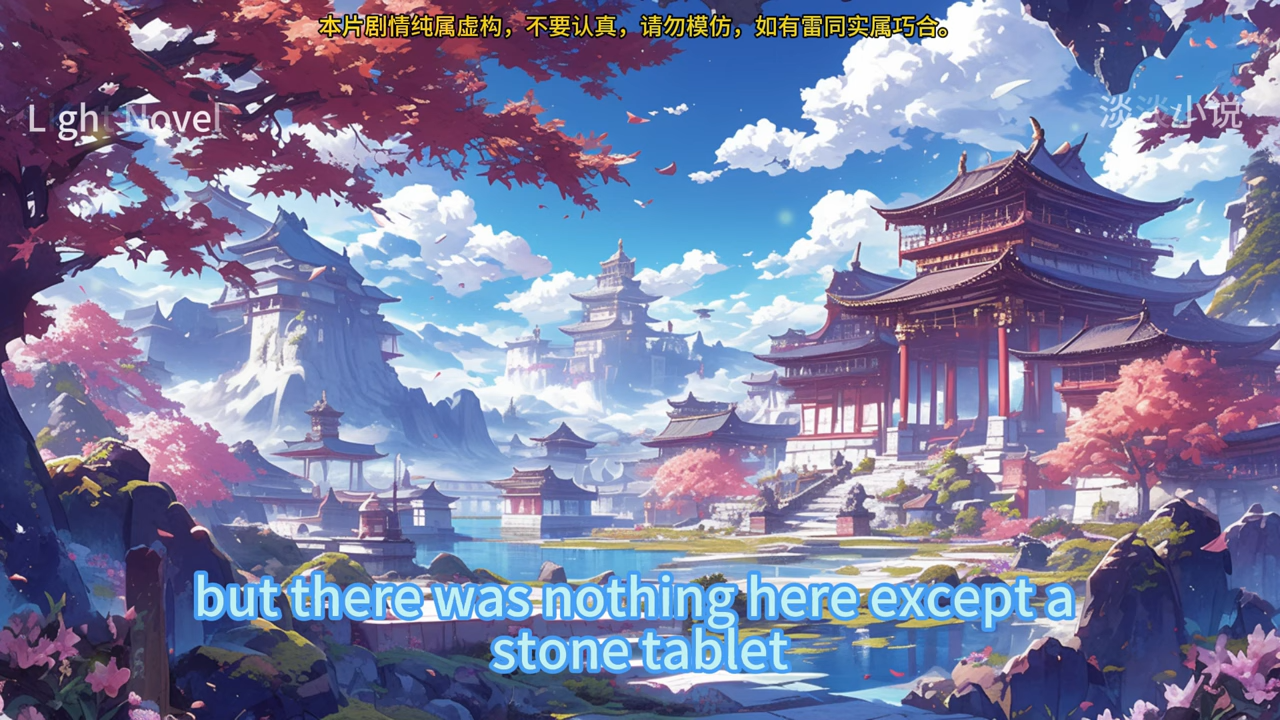 本片剧情纯属虚构，不要认真，请勿模仿，如有雷同实属巧合。
Light Novel
淡淡小说
but there was nothing here except a
stone tablet